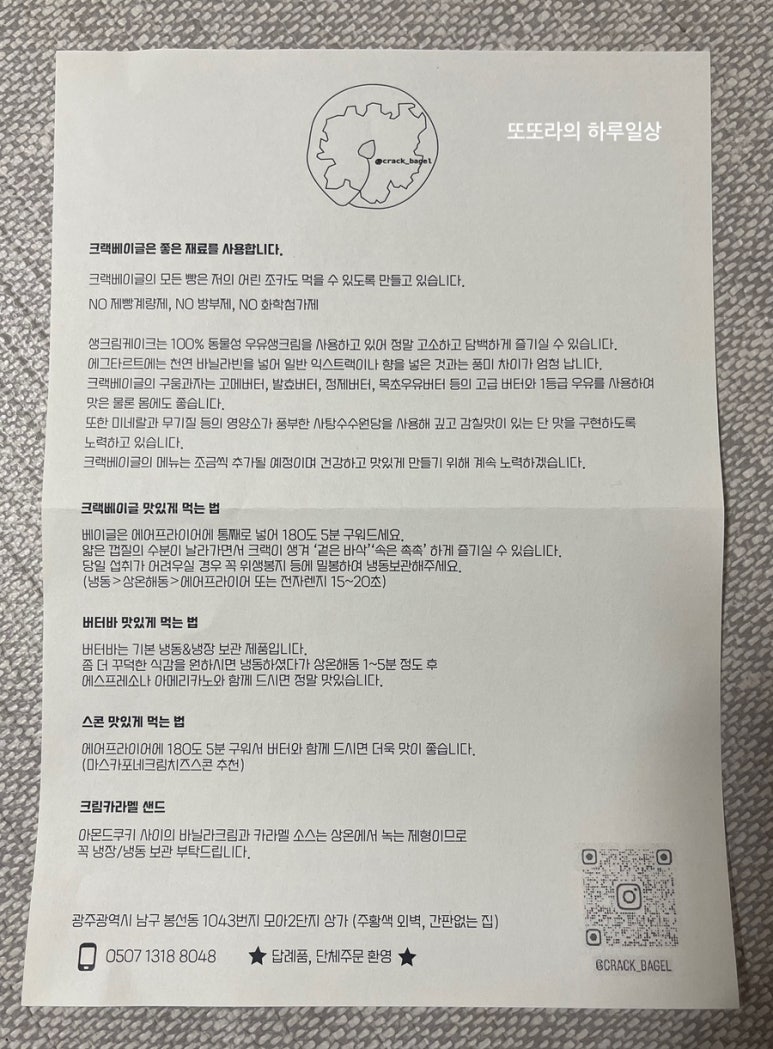 또또라의 하루일상
@crack_bagel
크랙베이글은 좋은 재료를 사용합니다.
크랙베이글의 모든 빵은 저의 어린 조카도 먹을 수 있도록 만들고 있습니다.
NO 제빵계량제, NO 방부제, NO 화학첨가제
생크림케이크는 100% 동물성 우유생크림을 사용하고 있어 정말 고소하고 담백하게 즐기실 수 있습니다.
에그타르트에는 천연 바닐라빈을 넣어 일반 익스트랙이나 향을 넣은 것과는 풍미 차이가 엄청 납니다.
크랙베이글의 구움과자는 고메버터, 발효버터, 정제버터, 목초우유버터 등의 고급 버터와 1등급 우유를 사용하여
맛은 물론 몸에도 좋습니다.
또한 미네랄과 무기질 등의 영양소가 풍부한 사탕수수원당을 사용해 깊고 감칠맛이 있는 단 맛을 구현하도록
노력하고 있습니다.
크랙베이글의 메뉴는 조금씩 추가될 예정이며 건강하고 맛있게 만들기 위해 계속 노력하겠습니다.
크랙베이글 맛있게 먹는 법
베이글은 에어프라이어에 통째로 넣어 180도 5분 구워드세요.
얇은 껍질의 수분이 날라가면서 크랙이 생겨 '겉은 바삭' '속은 촉촉' 하게 즐기실 수 있습니다.
당일 섭취가 어려우실 경우 꼭 위생봉지 등에 밀봉하여 냉동보관해주세요.
(냉동>상온해동>에어프라이어 또는 전자렌지 15~20초)
버터바 맛있게 먹는 법
버터바는 기본 냉동&냉장 보관 제품입니다.
좀 더 꾸덕한 식감을 원하시면 냉동하셨다가 상온해동 1~5분 정도 후
에스프레소나 아메리카노와 함께 드시면 정말 맛있습니다.
스콘 맛있게 먹는 법
에어프라이어에 180도 5분 구워서 버터와 함께 드시면 더욱 맛이 좋습니다.
(마스카포네크림치즈스콘 추천)
크림카라멜 샌드
아몬드쿠키 사이의 바닐라크림과 카라멜 소스는 상온에서 녹는 제형이므로
꼭 냉장/냉동 보관 부탁드립니다.
광주광역시 남구 봉선동 1043번지 모아2단지 상가 (주황색 외벽, 간판없는 집)
0507 1318 8048 ★ 답례품, 단체주문 환영 ★
@CRACK_BAGEL